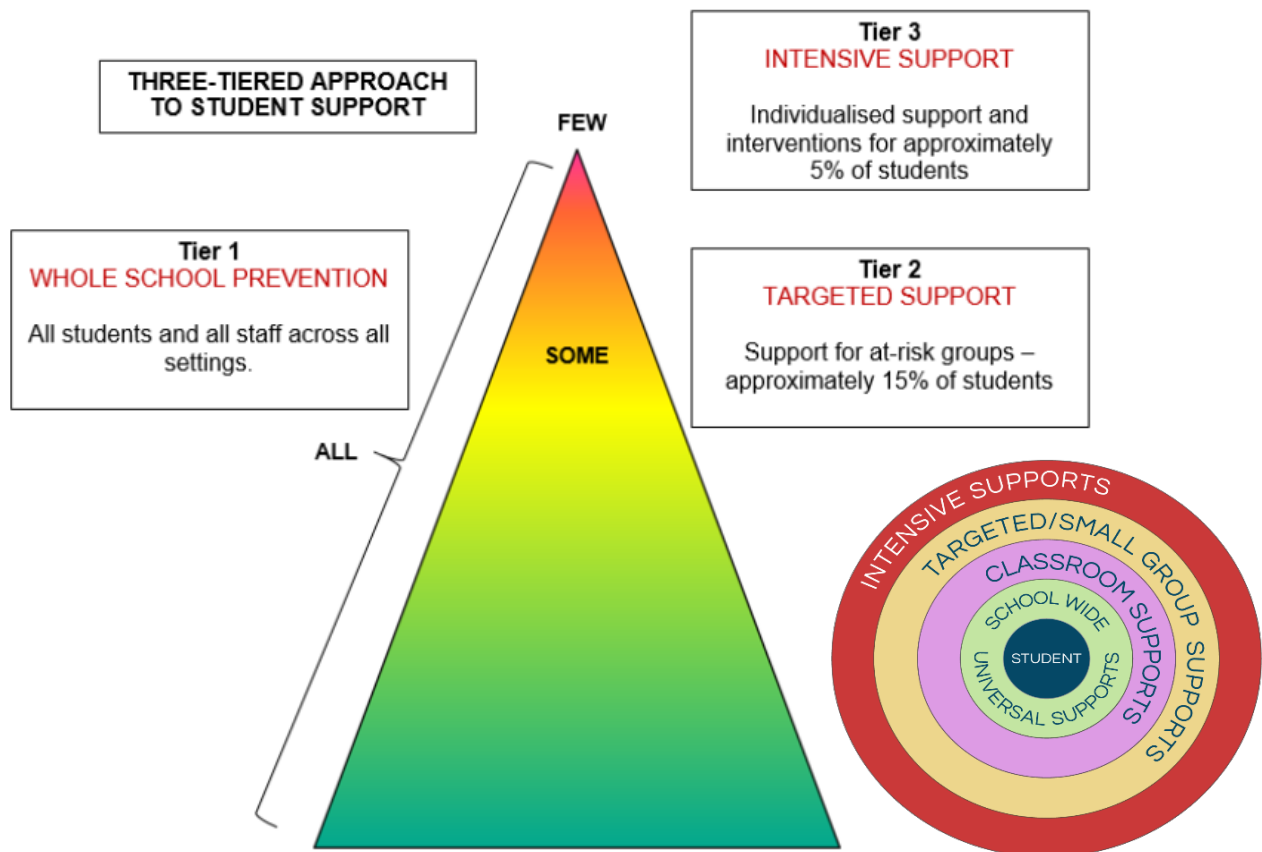 THREE-TIERED APPROACH
TO STUDENT SUPPORT
FEW
Tier 3
INTENSIVE SUPPORT
Individualised support and
interventions for approximately
5% of students
Tier 1
WHOLE SCHOOL PREVENTION
All students and all staff across all
settings.
Tier 2
TARGETED SUPPORT
Support for at-risk groups –
approximately 15% of students
SOME
ALL
INTENSIVE SUPPORTS
TARGETED/SMALL GROUP SUPPORTS
CLASSROOM SUPPORTS
SCHOOL WIDE
UNIVERSAL SUPPORTS
STUDENT